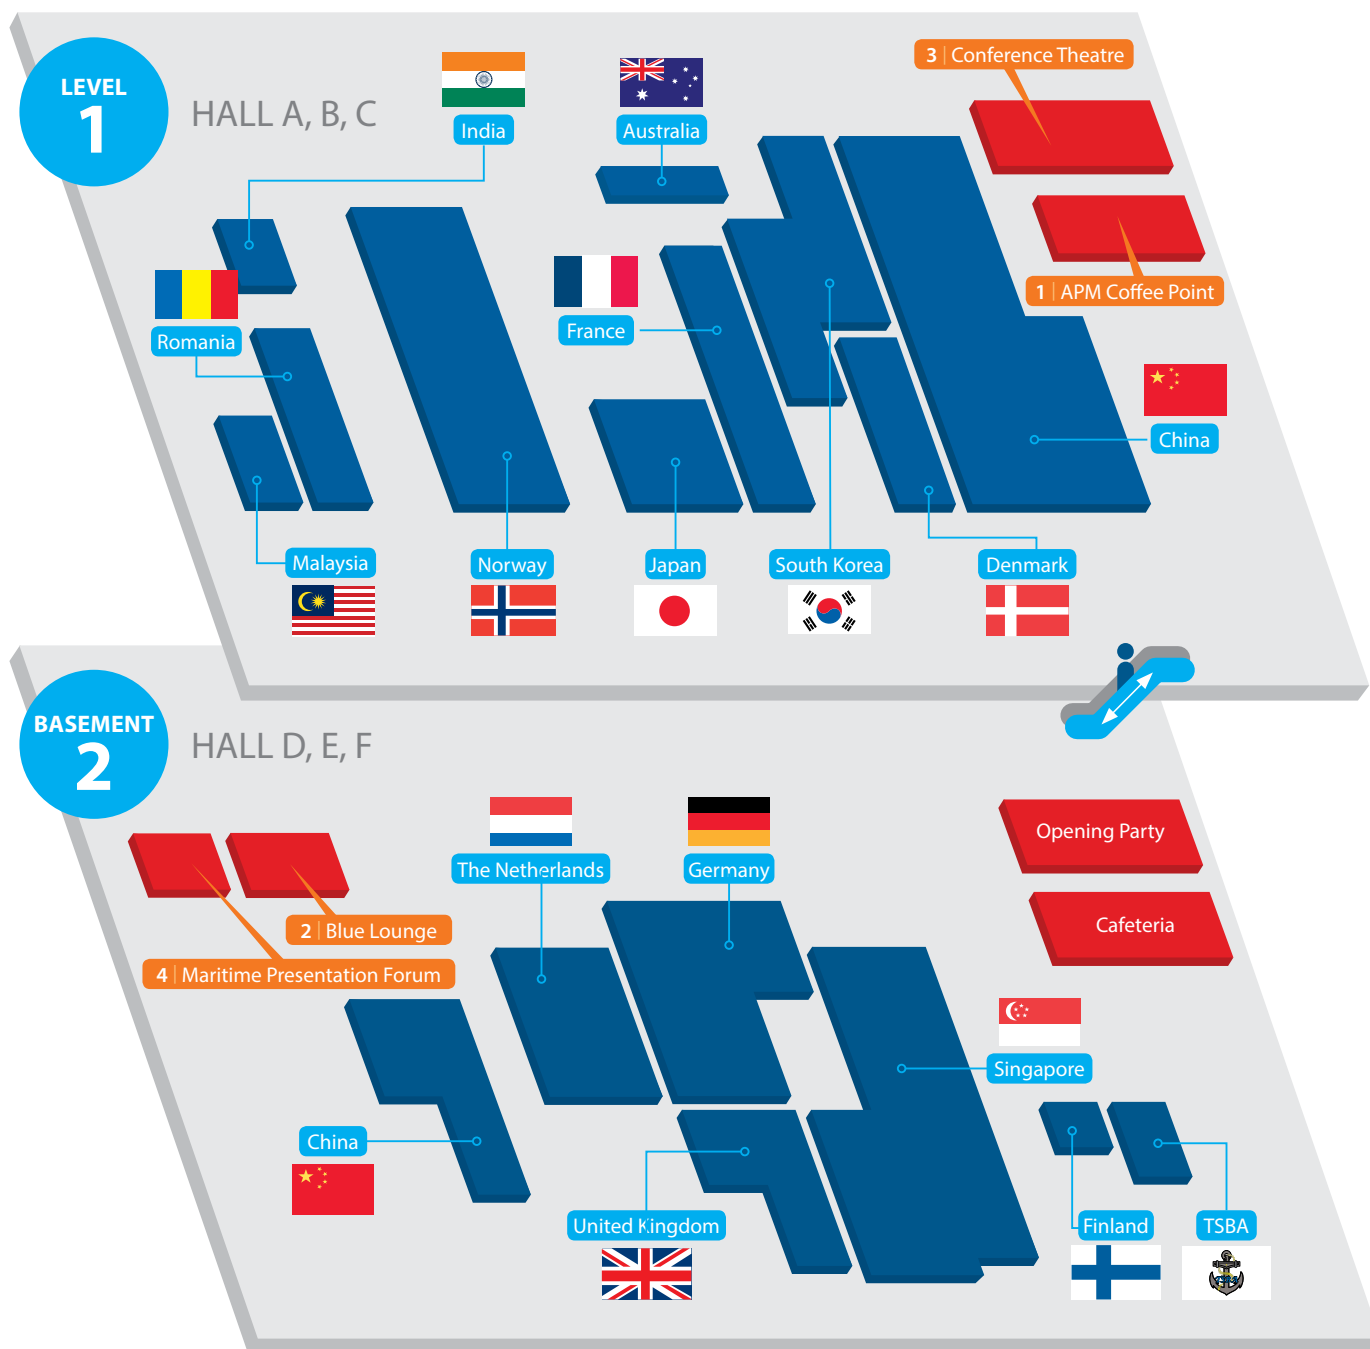 LEVEL
1
HALL A, B, C
India
Australia
3 | Conference Theatre
1 | APM Coffee Point
Romania
France
China
Malaysia
Norway
Japan
South Korea
Denmark
BASEMENT
2
HALL D, E, F
The Netherlands
Germany
Opening Party
Cafeteria
2 | Blue Lounge
4 | Maritime Presentation Forum
Singapore
China
United Kingdom
Finland
TSBA